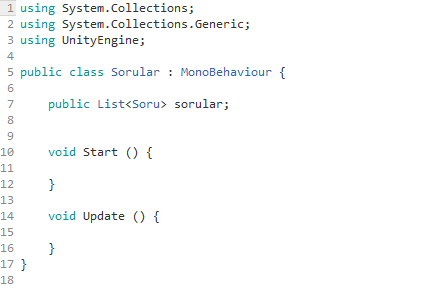 1 using System.Collections;
2 using System.Collections.Generic;
3 using UnityEngine;
4
5 public class Sorular : MonoBehaviour {
6
7     public List<Soru> sorular;
8
9
10     void Start () {
11
12     }
13
14     void Update () {
15
16     }
17 }
18